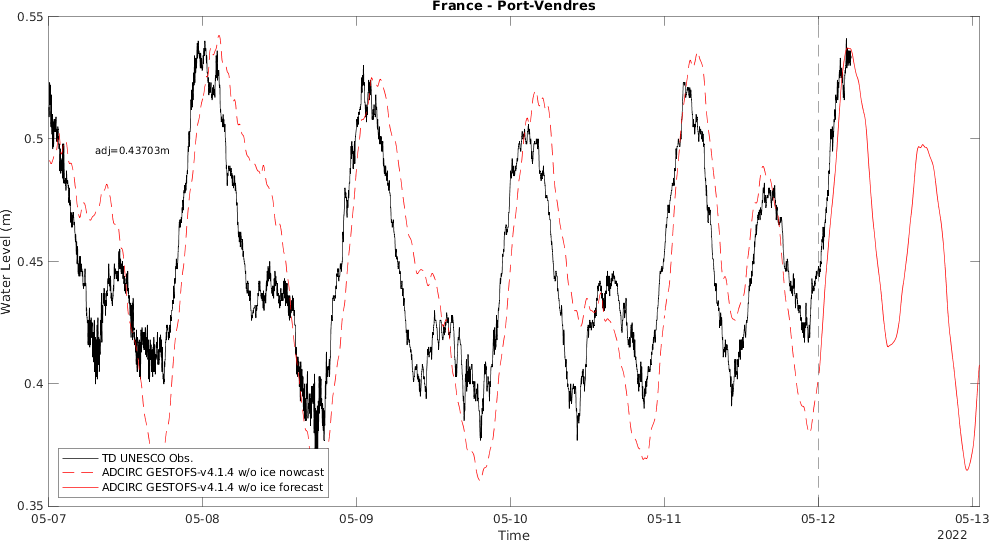 France - Port-Vendres
0.55
0.5
0.45
0.4
0.35
Water Level (m)
adj=0.43703m
TD UNESCO Obs.
ADCIRC GESTOFS-v4.1.4 w/o ice nowcast
ADCIRC GESTOFS-v4.1.4 w/o ice forecast
05-07 05-08 05-09 05-10 05-11 05-12 05-13
Time
2022